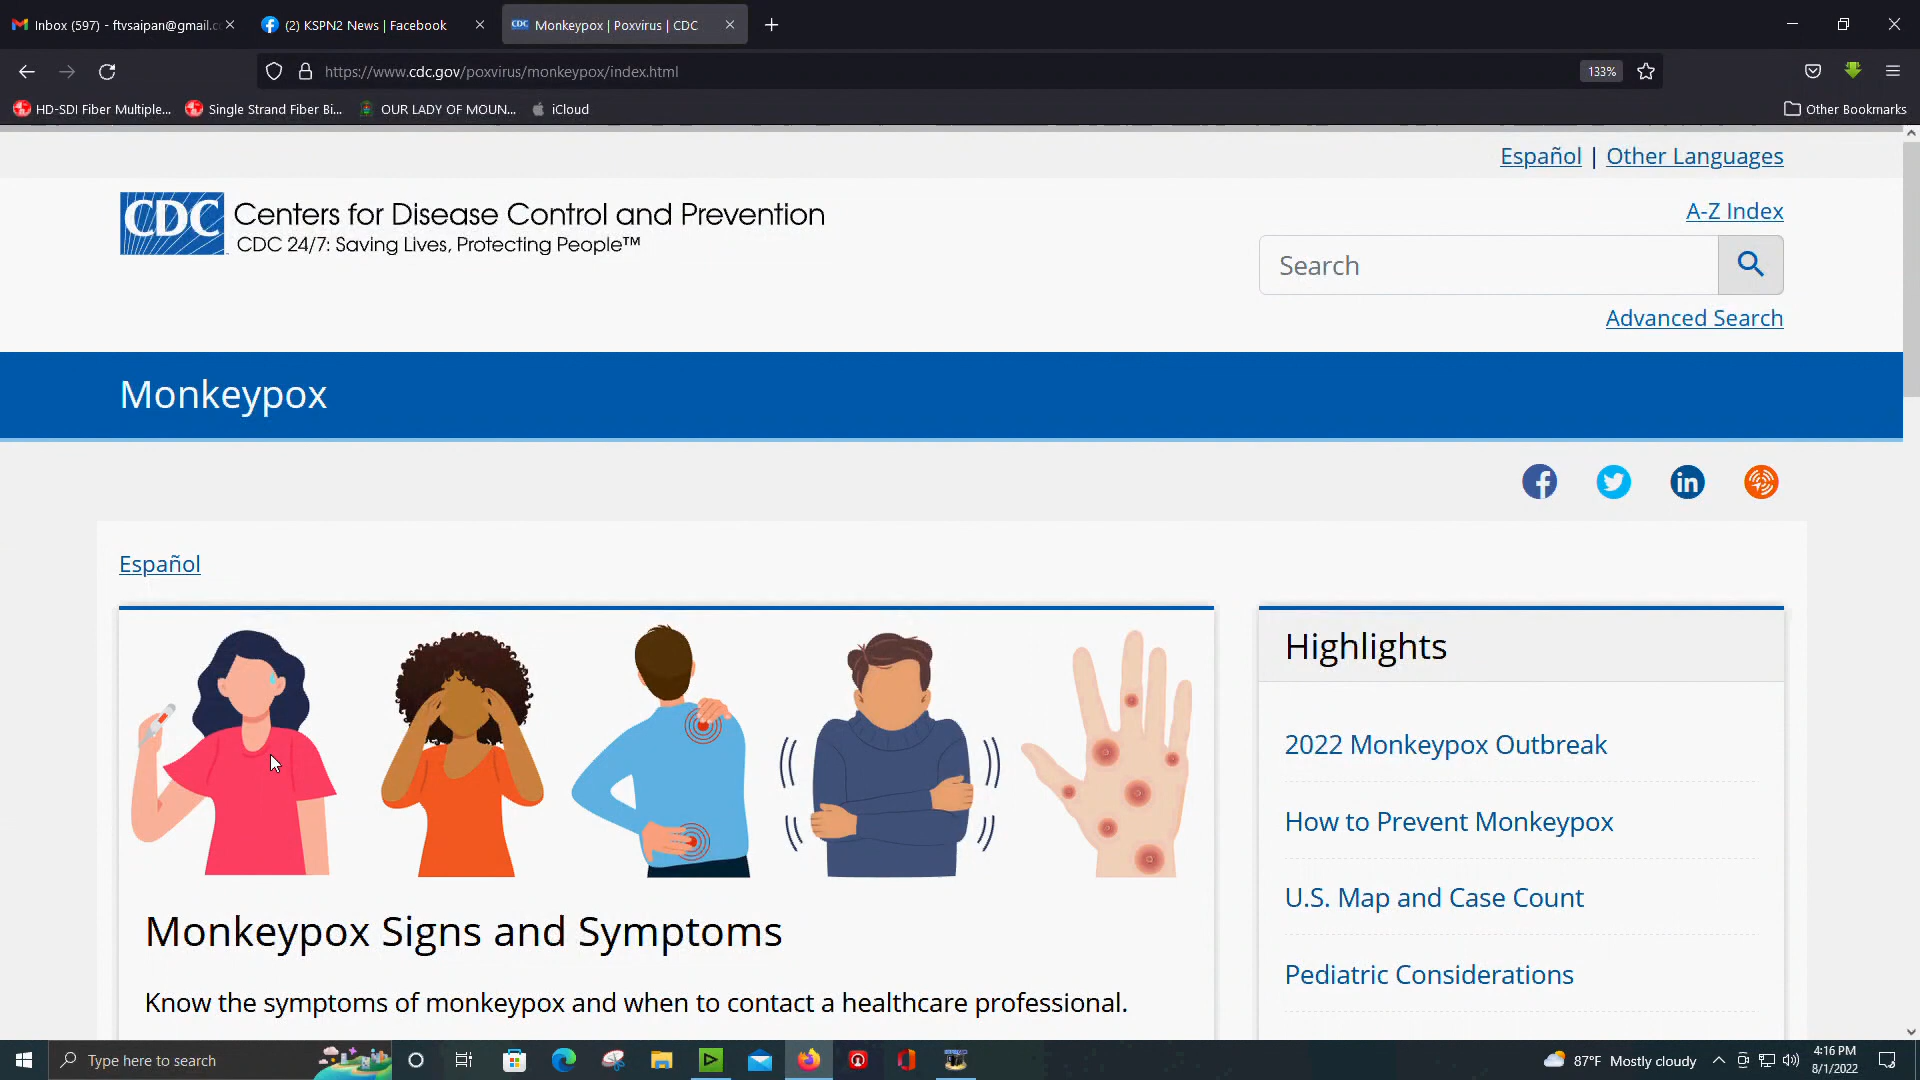 Inbox (597) - ftvsaipan@gmail.c
(2) KSPN2 News | Facebook
CDC Monkeypox | Poxvirus | CDC
https://www.cdc.gov/poxvirus/monkeypox/index.html
133%
HD-SDI Fiber Multiple...
Single Strand Fiber Bi...
OUR LADY OF MOUN...
iCloud
Other Bookmarks
Español | Other Languages
CDC Centers for Disease Control and Prevention
CDC 24/7: Saving Lives, Protecting People™
A-Z Index
Search
Advanced Search
Monkeypox
Español
Monkeypox Signs and Symptoms
Know the symptoms of monkeypox and when to contact a healthcare professional.
Highlights
2022 Monkeypox Outbreak
How to Prevent Monkeypox
U.S. Map and Case Count
Pediatric Considerations
Type here to search
87°F Mostly cloudy
4:16 PM
8/1/2022